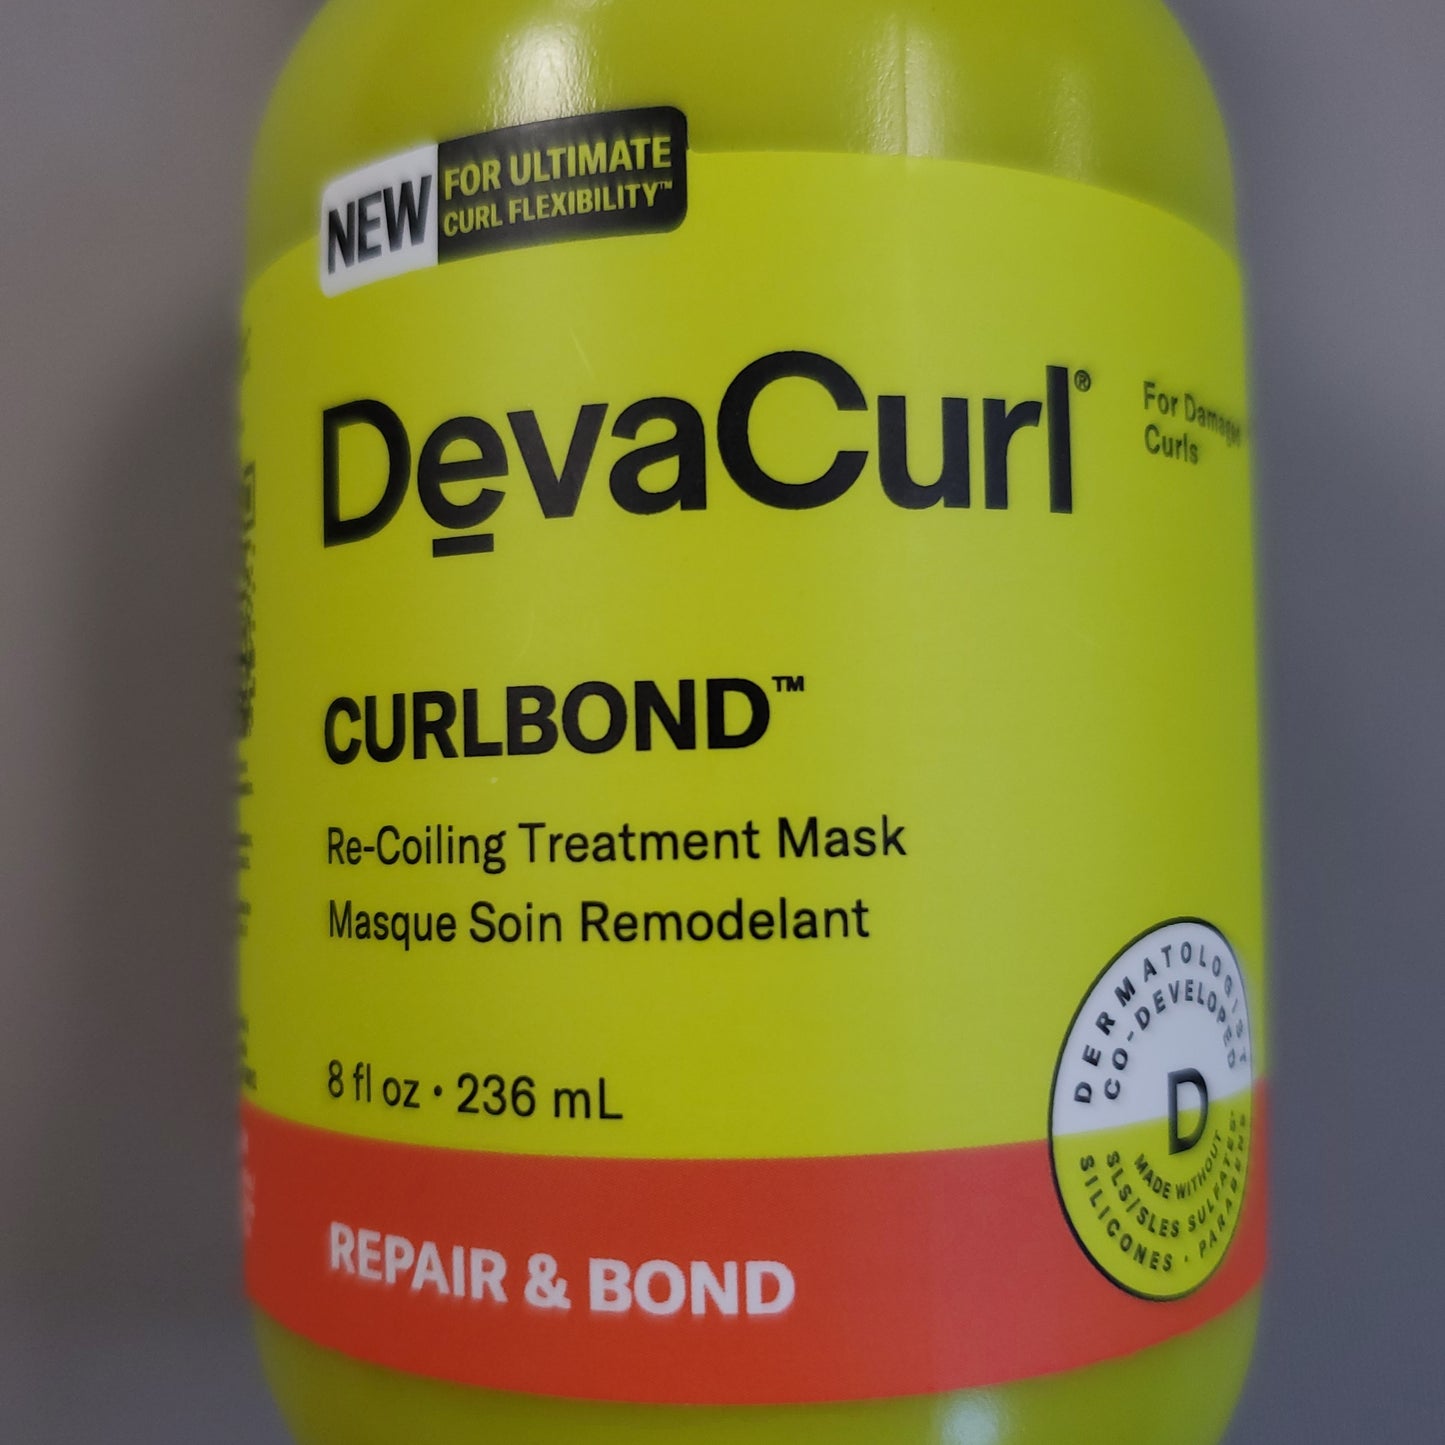 NEW
FOR ULTIMATE
CURL FLEXIBILITY™
DevaCurl®
For Damaged
Curls
CURLBOND™
Re-Coiling Treatment Mask
Masque Soin Remodelant
8 fl oz • 236 mL
DERMATOLOGIST
CO-DEVELOPED
D
MADE WITHOUT
SLS/SLES SULFATES
SILICONES • PARABENS
REPAIR & BOND